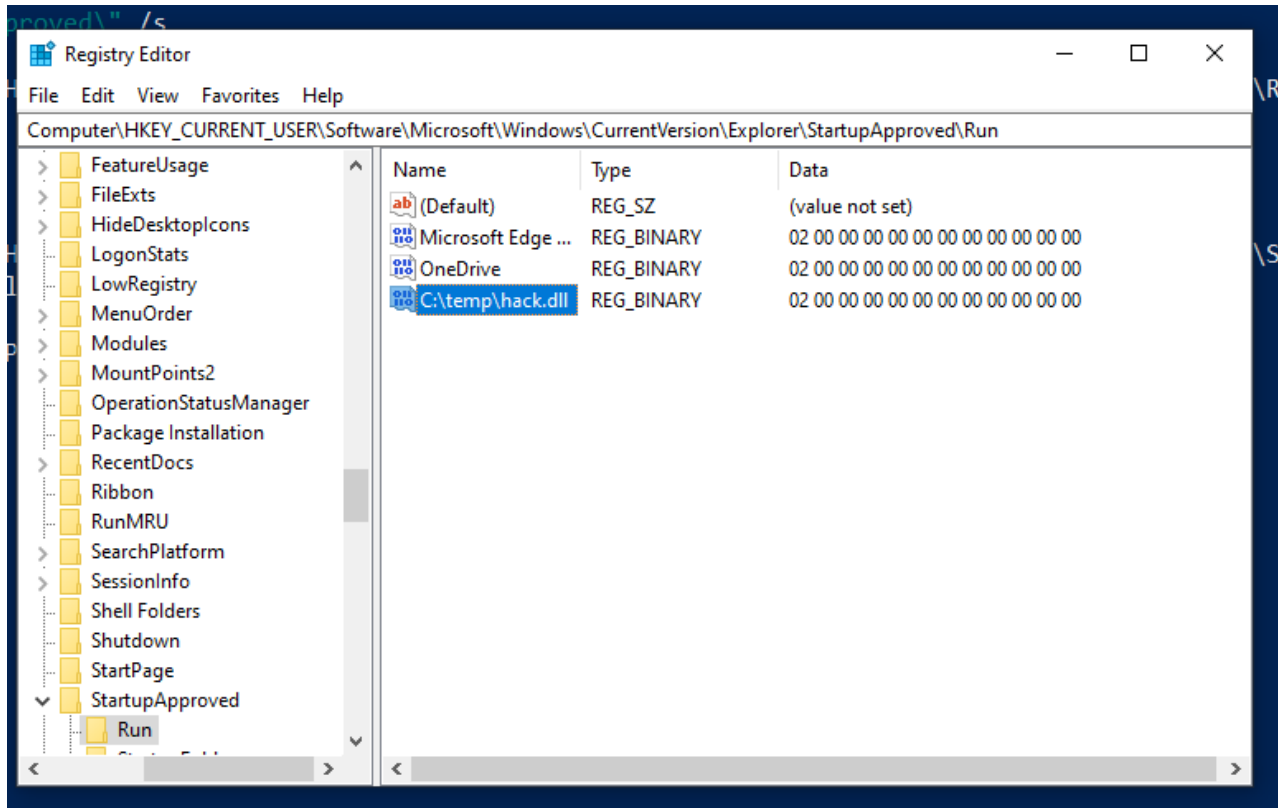 proved\" /s
Registry Editor
File Edit View Favorites Help
\R
Computer\HKEY_CURRENT_USER\Software\Microsoft\Windows\CurrentVersion\Explorer\StartupApproved\Run
FeatureUsage
FileExts
HideDesktopIcons
LogonStats
LowRegistry
MenuOrder
Modules
MountPoints2
OperationStatusManager
Package Installation
RecentDocs
Ribbon
RunMRU
SearchPlatform
SessionInfo
Shell Folders
Shutdown
StartPage
StartupApproved
Run
Name Type Data
(Default) REG_SZ (value not set)
Microsoft Edge ... REG_BINARY 02 00 00 00 00 00 00 00 00 00 00 00
OneDrive REG_BINARY 02 00 00 00 00 00 00 00 00 00 00 00
C:\temp\hack.dll REG_BINARY 02 00 00 00 00 00 00 00 00 00 00 00
\S